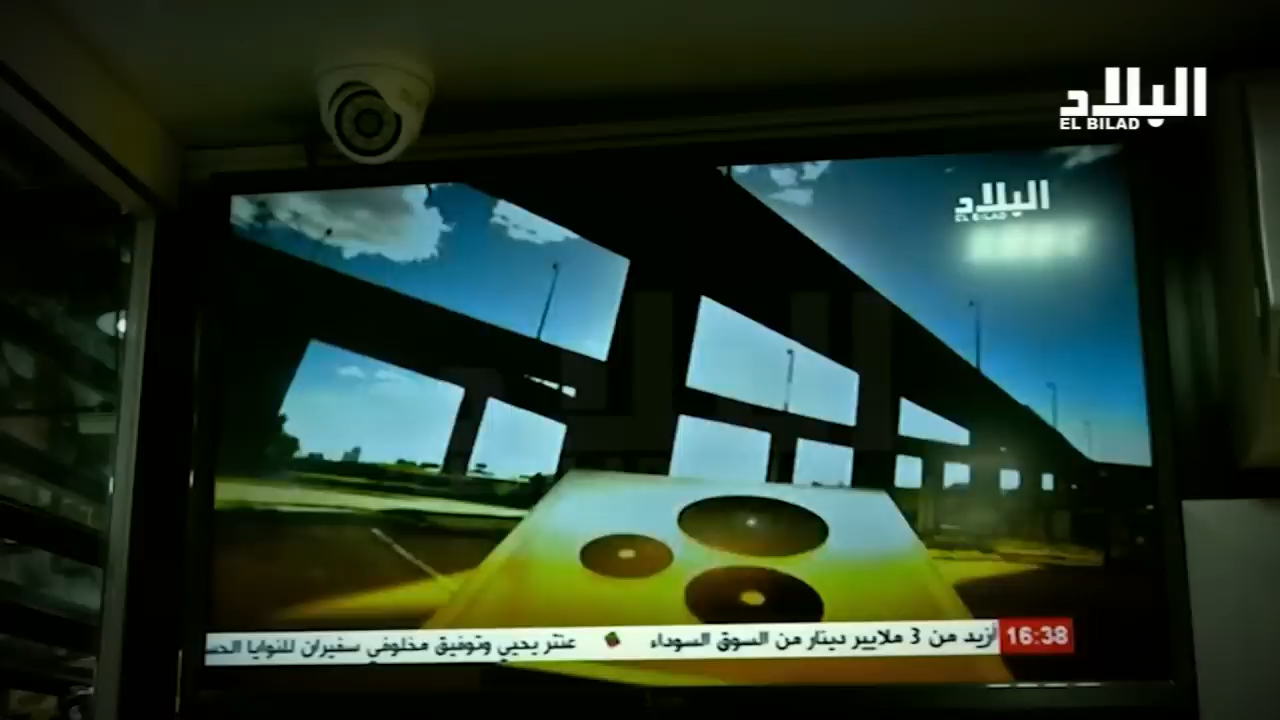 البلاد
EL BILAD
البلاد
EL BILAD
أزيد من 3 ملايير دينار من السوق السوداء عنتر يحيي وتوفيق مخلوفي سفيران للنوايا
16:38